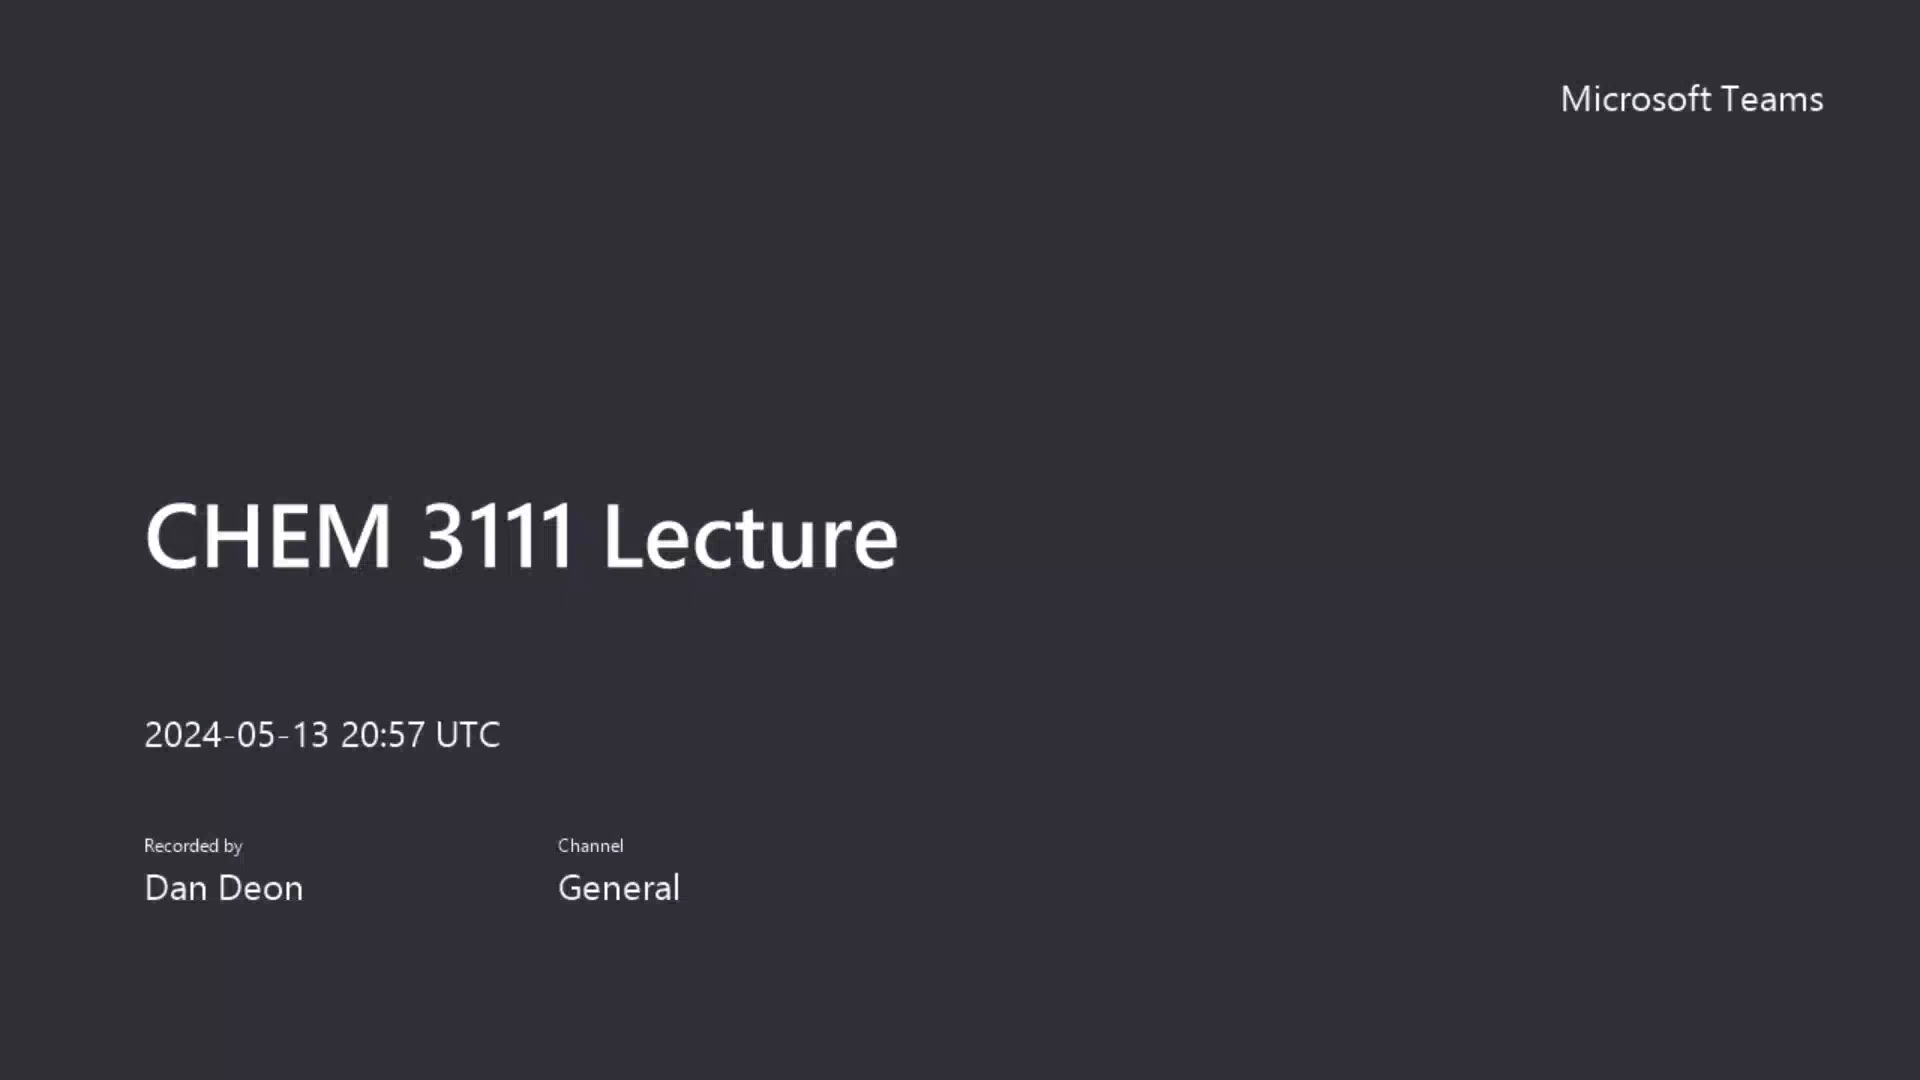 Microsoft Teams
CHEM 3111 Lecture
2024-05-13 20:57 UTC
Recorded by
Channel
Dan Deon
General